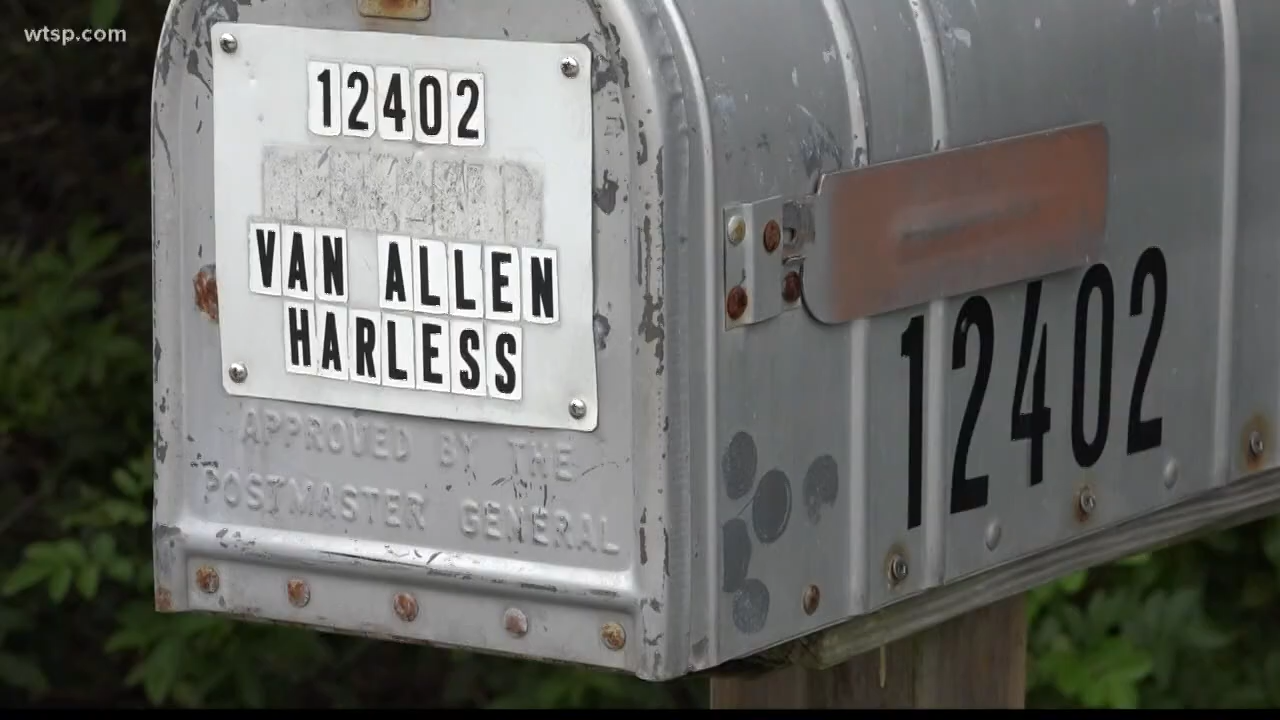 wtsp.com
12402
VAN ALLEN
HARLESS
APPROVED BY THE
POSTMASTER GENERAL
12402